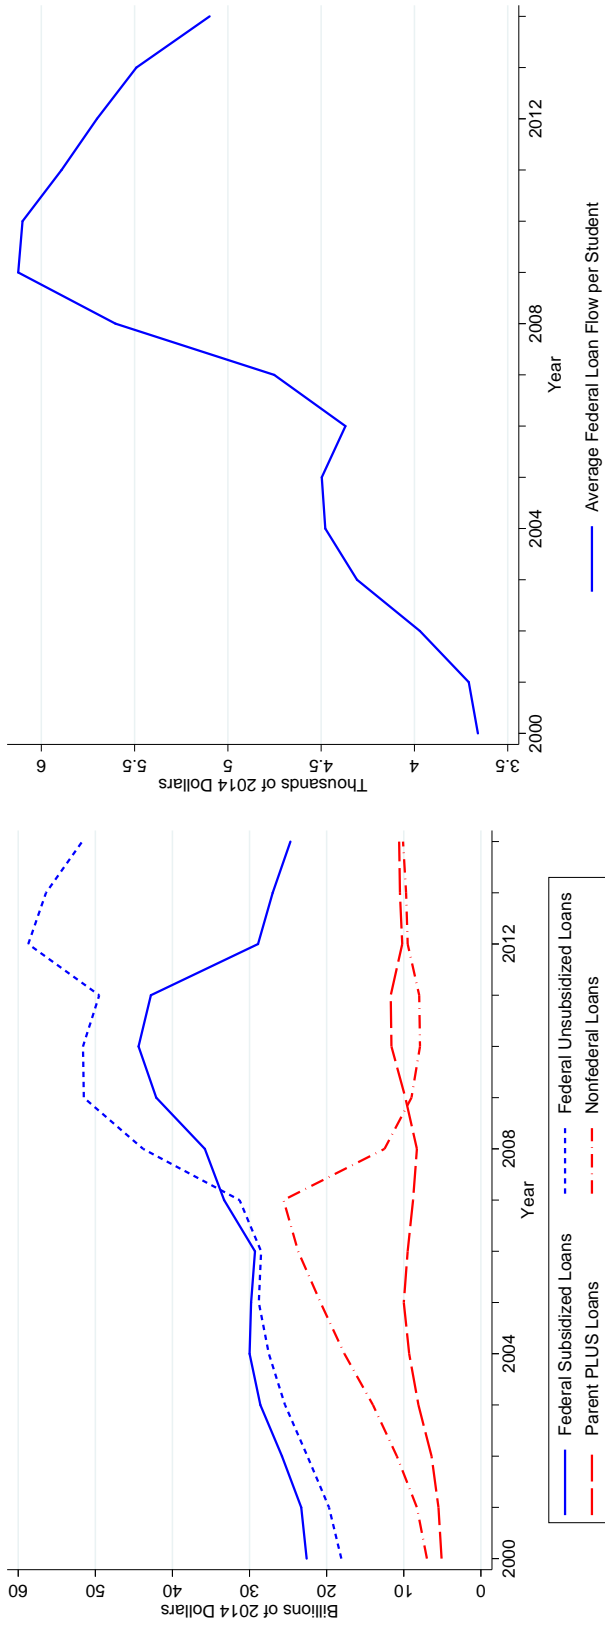 Billions of 2014 Dollars
60
50
40
30
20
10
0
2000
2004
2008
2012
Year
Federal Subsidized Loans
Federal Unsubsidized Loans
Parent PLUS Loans
Nonfederal Loans
Thousands of 2014 Dollars
6
5.5
5
4.5
4
3.5
2000
2004
2008
2012
Year
Average Federal Loan Flow per Student